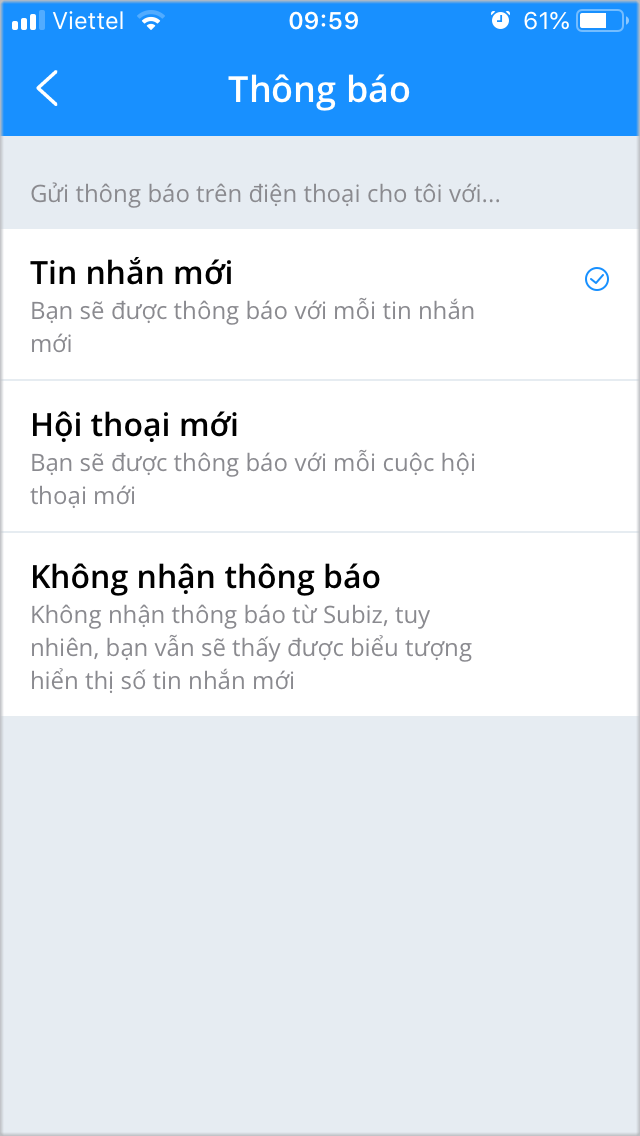 Viettel 09:59 61%
Thông báo
Gửi thông báo trên điện thoại cho tôi với...
Tin nhắn mới
Bạn sẽ được thông báo với mỗi tin nhắn
mới
Hội thoại mới
Bạn sẽ được thông báo với mỗi cuộc hội
thoại mới
Không nhận thông báo
Không nhận thông báo từ Subiz, tuy
nhiên, bạn vẫn sẽ thấy được biểu tượng
hiển thị số tin nhắn mới